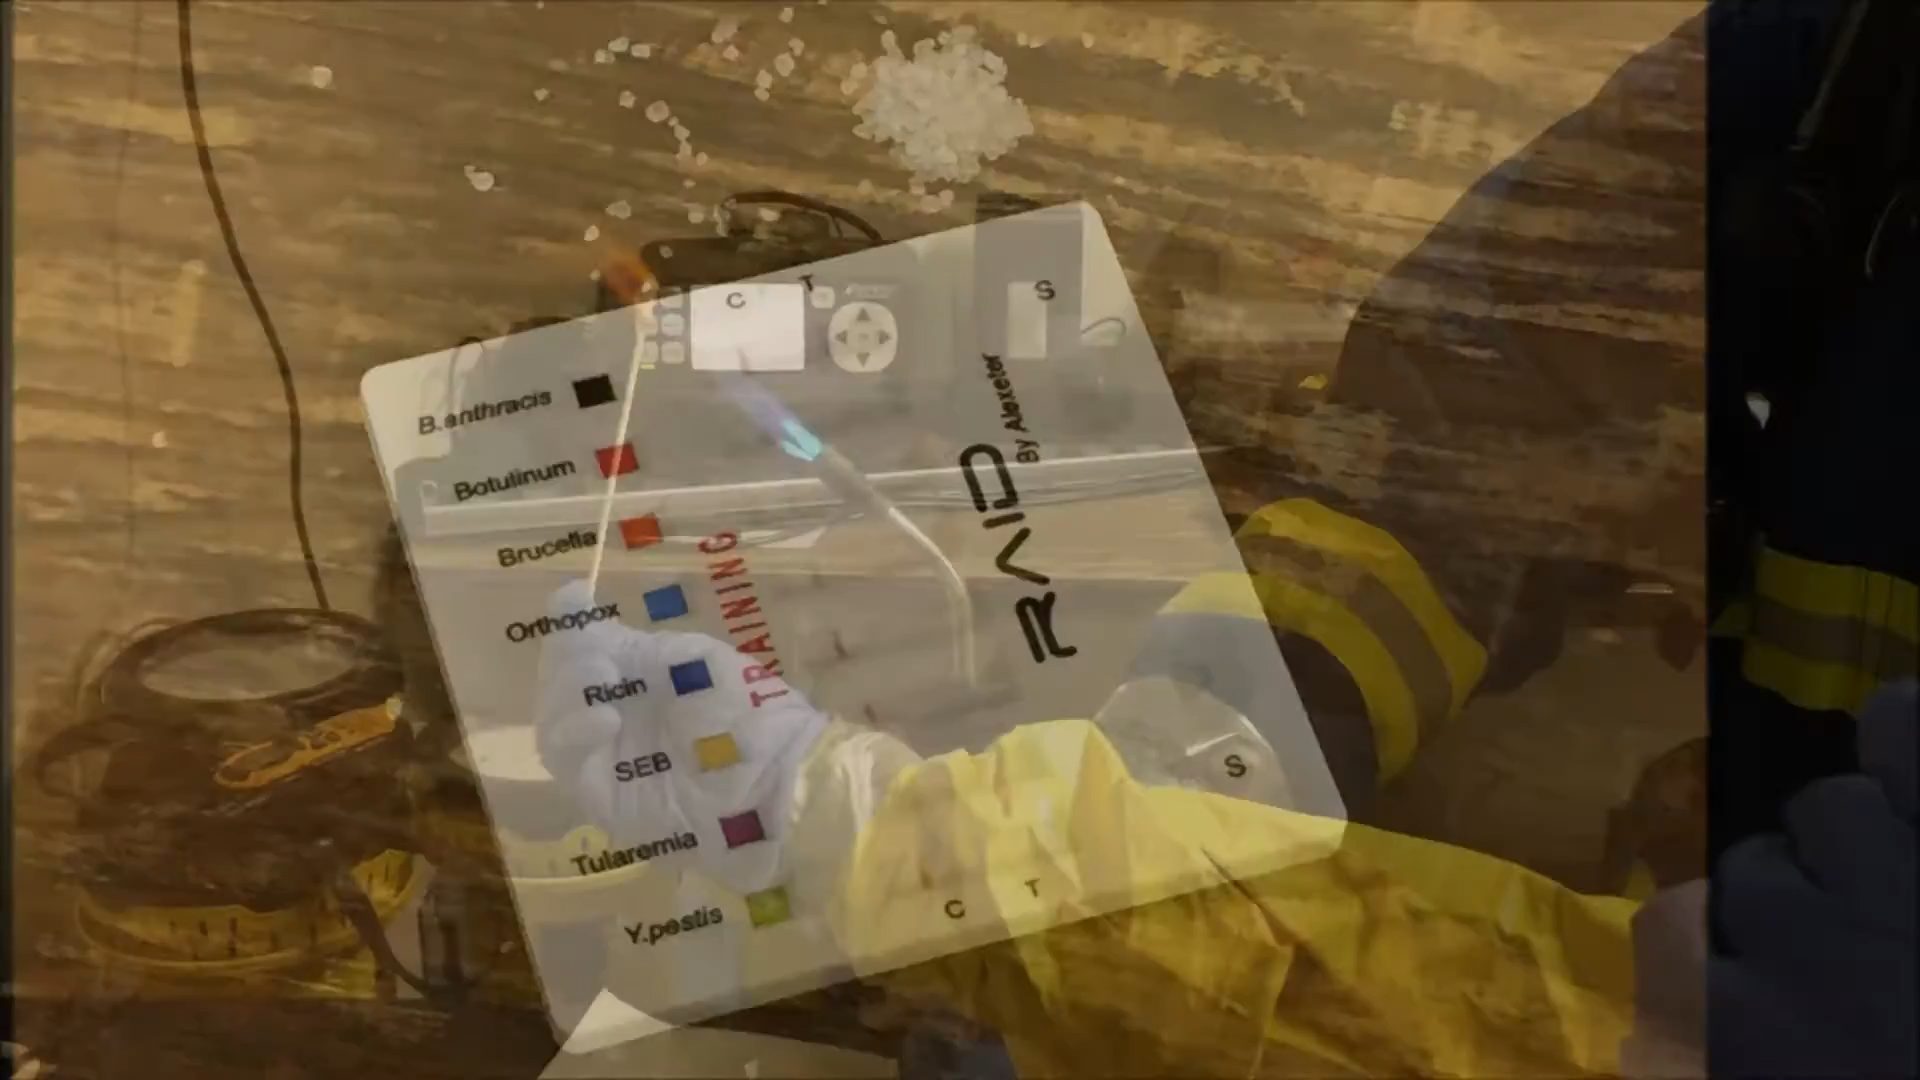 C T
S
B.anthracis
Botulinum
Brucella
Orthopox
Ricin
SEB
Tularemia
Y.pestis
TRAINING
RAID
By Alexeter
S
C T